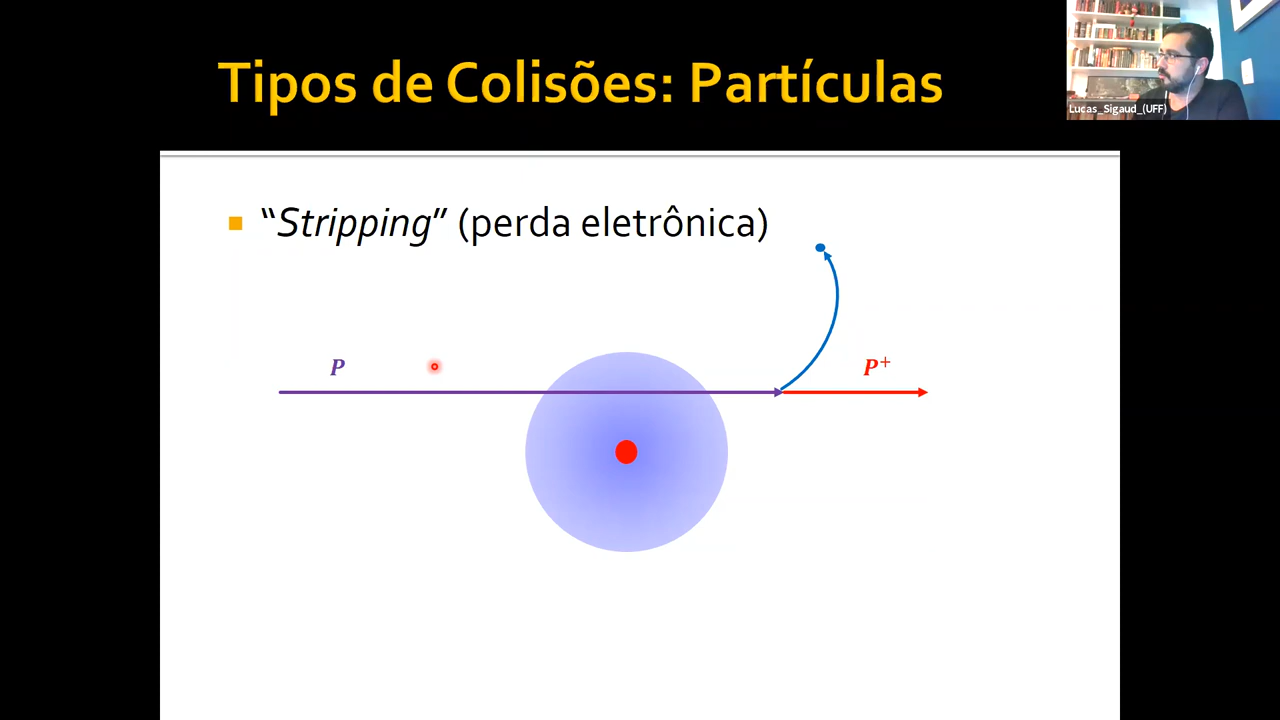 Tipos de Colisões: Partículas
Lucas_Sigaud_(UFF)
“Stripping” (perda eletrônica)
P
P⁺